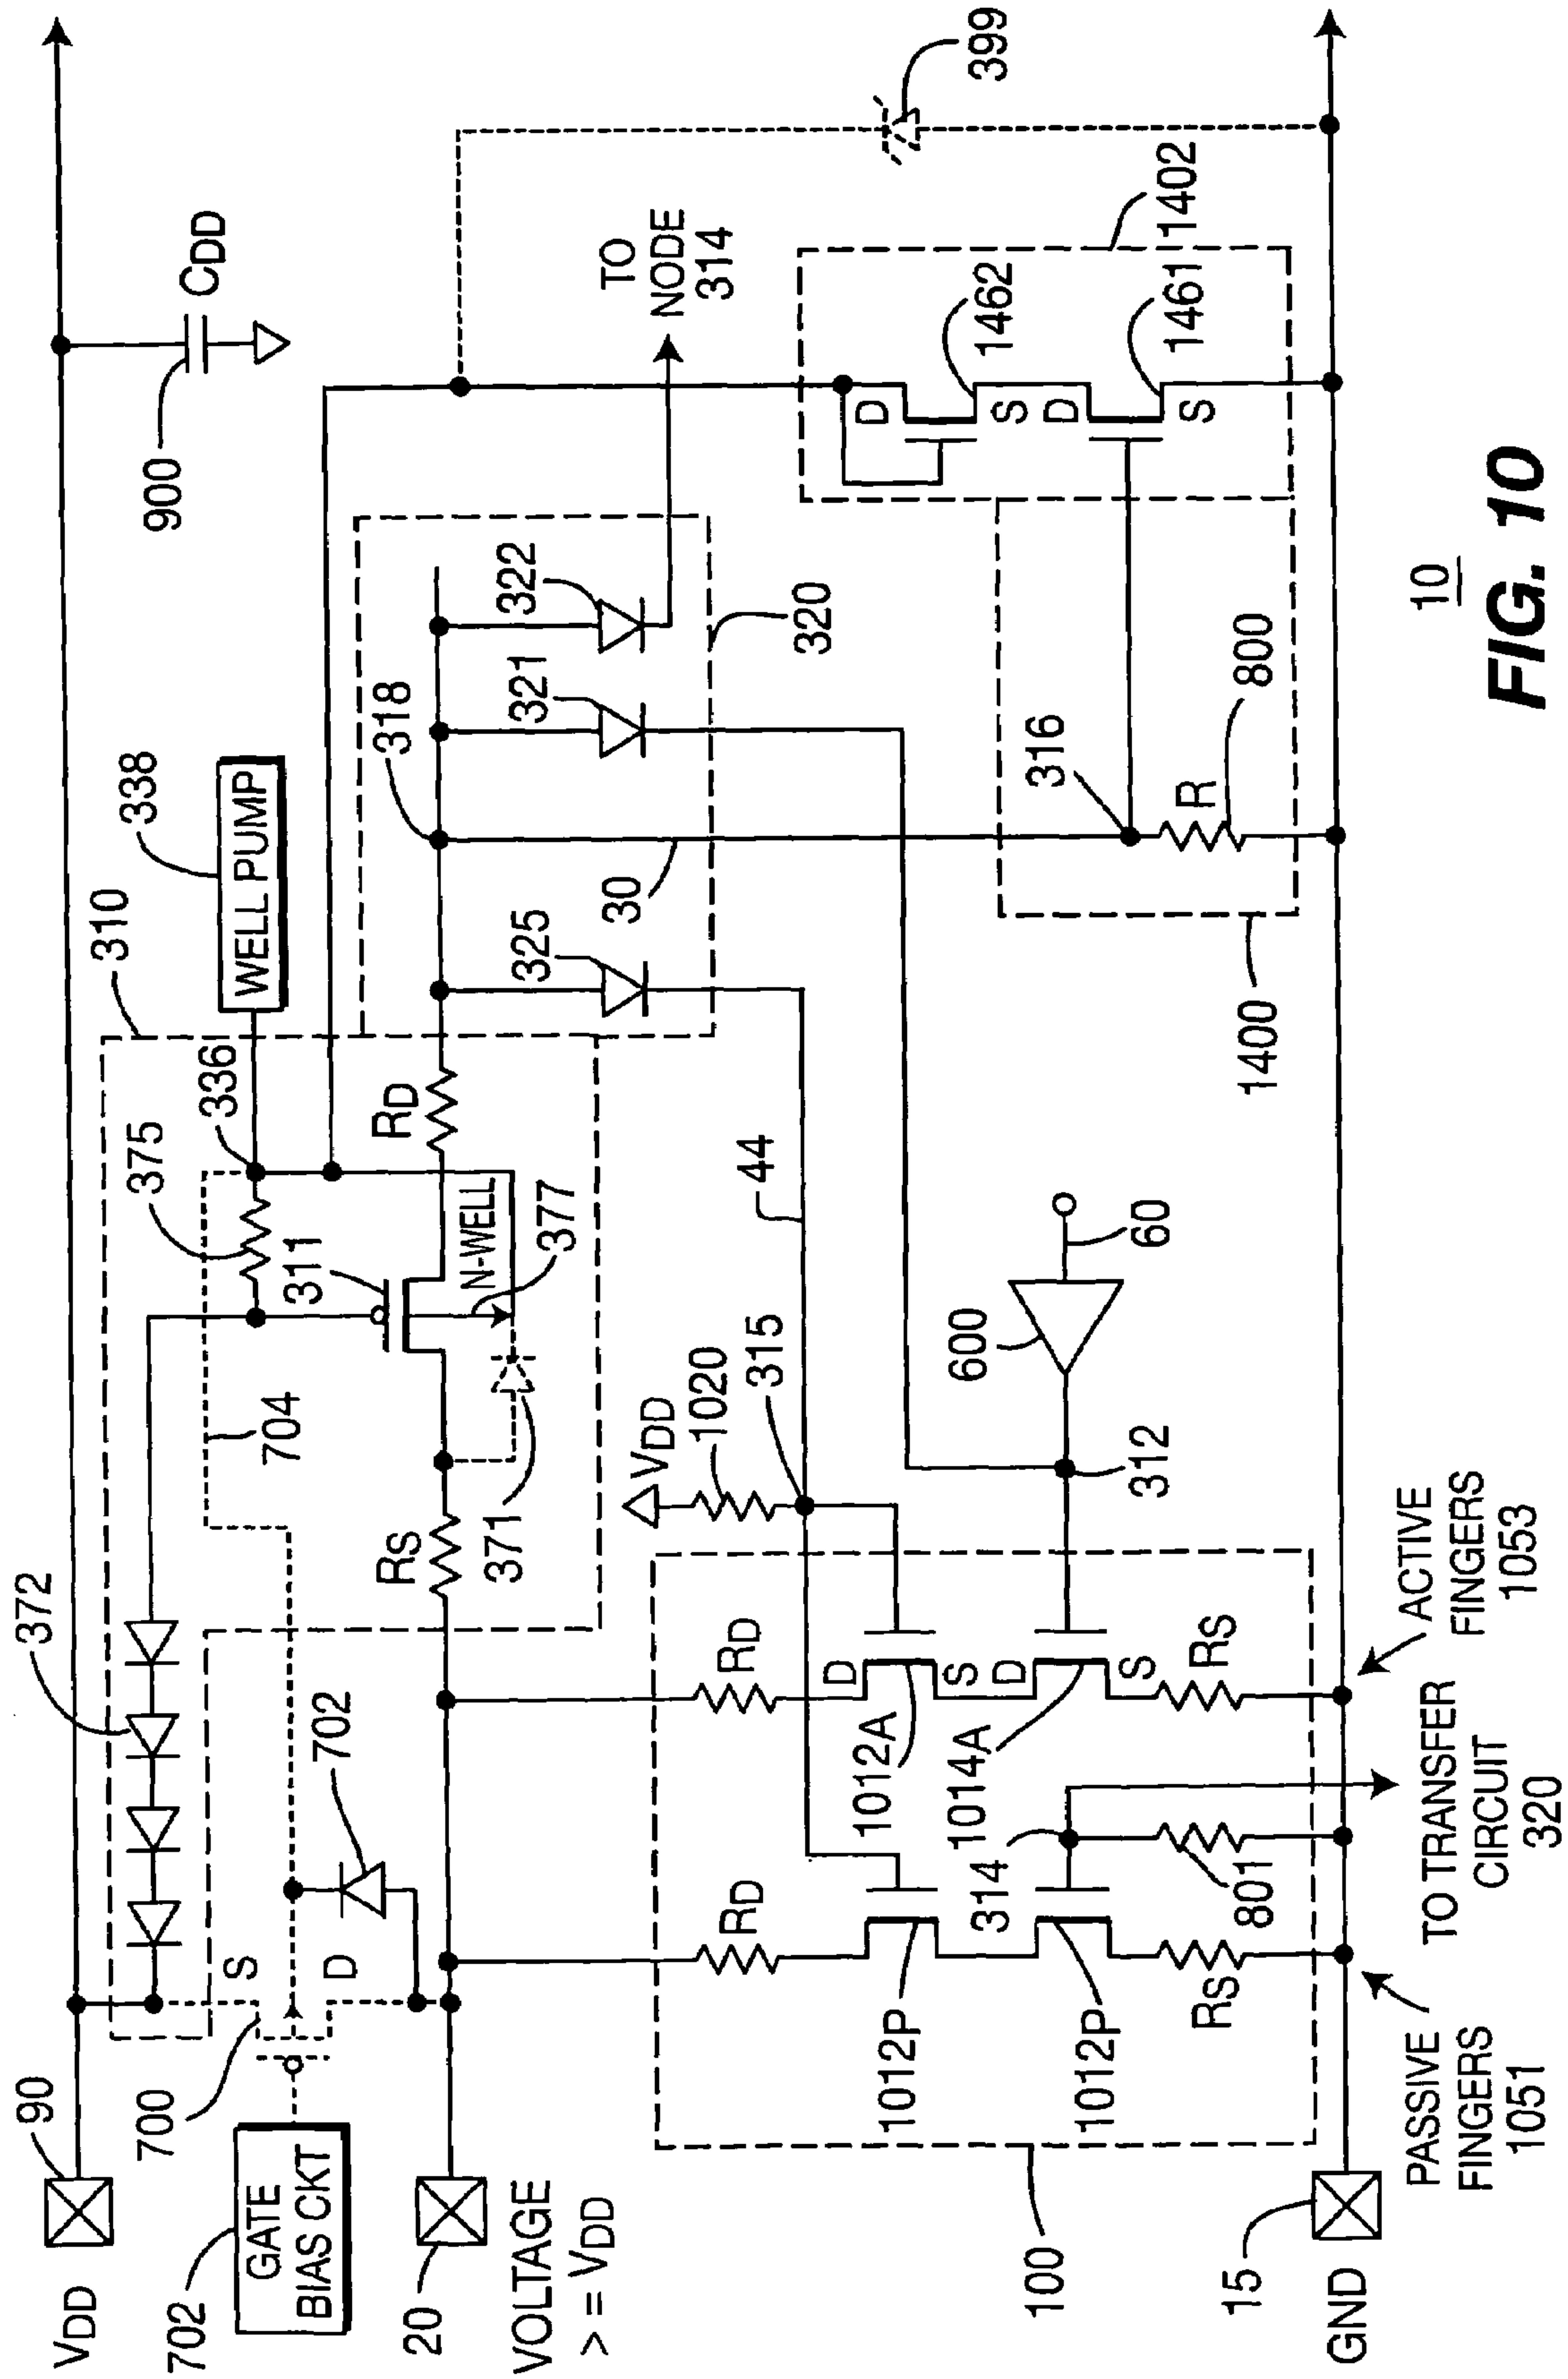 VDD
90
372
310
338
WELL PUMP
900
CDD
375
336
704
311
N-WELL
377
371
RS
RD
318
325
30
321
322
320
TO
NODE
314
399
700
S
D
702
702
GATE
BIAS CKT
20
VOLTAGE
> = VDD
VDD
1020
315
44
600
60
312
316
R
800
1400
1402
D
1462
S
D
1461
S
100
RD
1012P
1012P
RS
314
801
RD
D
1012A
S
D
1014A
S
RS
15
GND
PASSIVE
FINGERS
1051
TO TRANSFER
CIRCUIT
320
ACTIVE
FINGERS
1053
10
FIG. 10